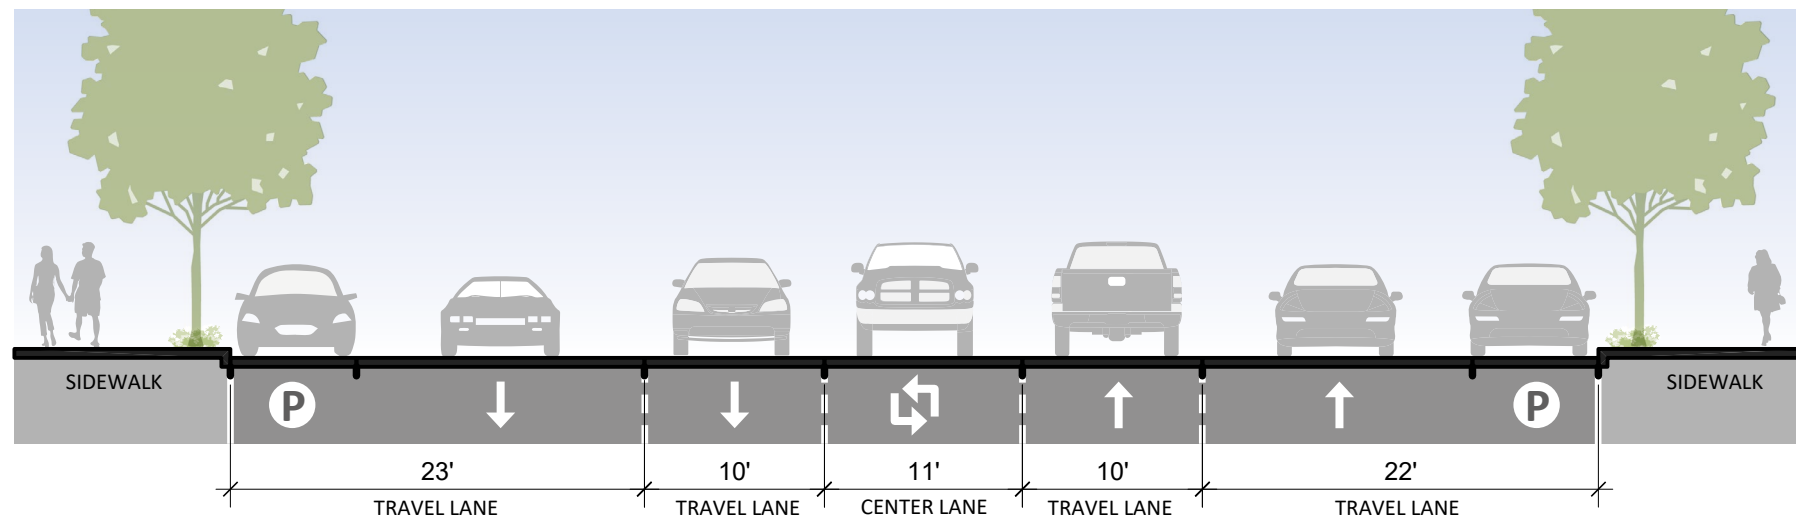 SIDEWALK
SIDEWALK
P
P
23'
10'
11'
10'
22'
TRAVEL LANE
TRAVEL LANE
CENTER LANE
TRAVEL LANE
TRAVEL LANE